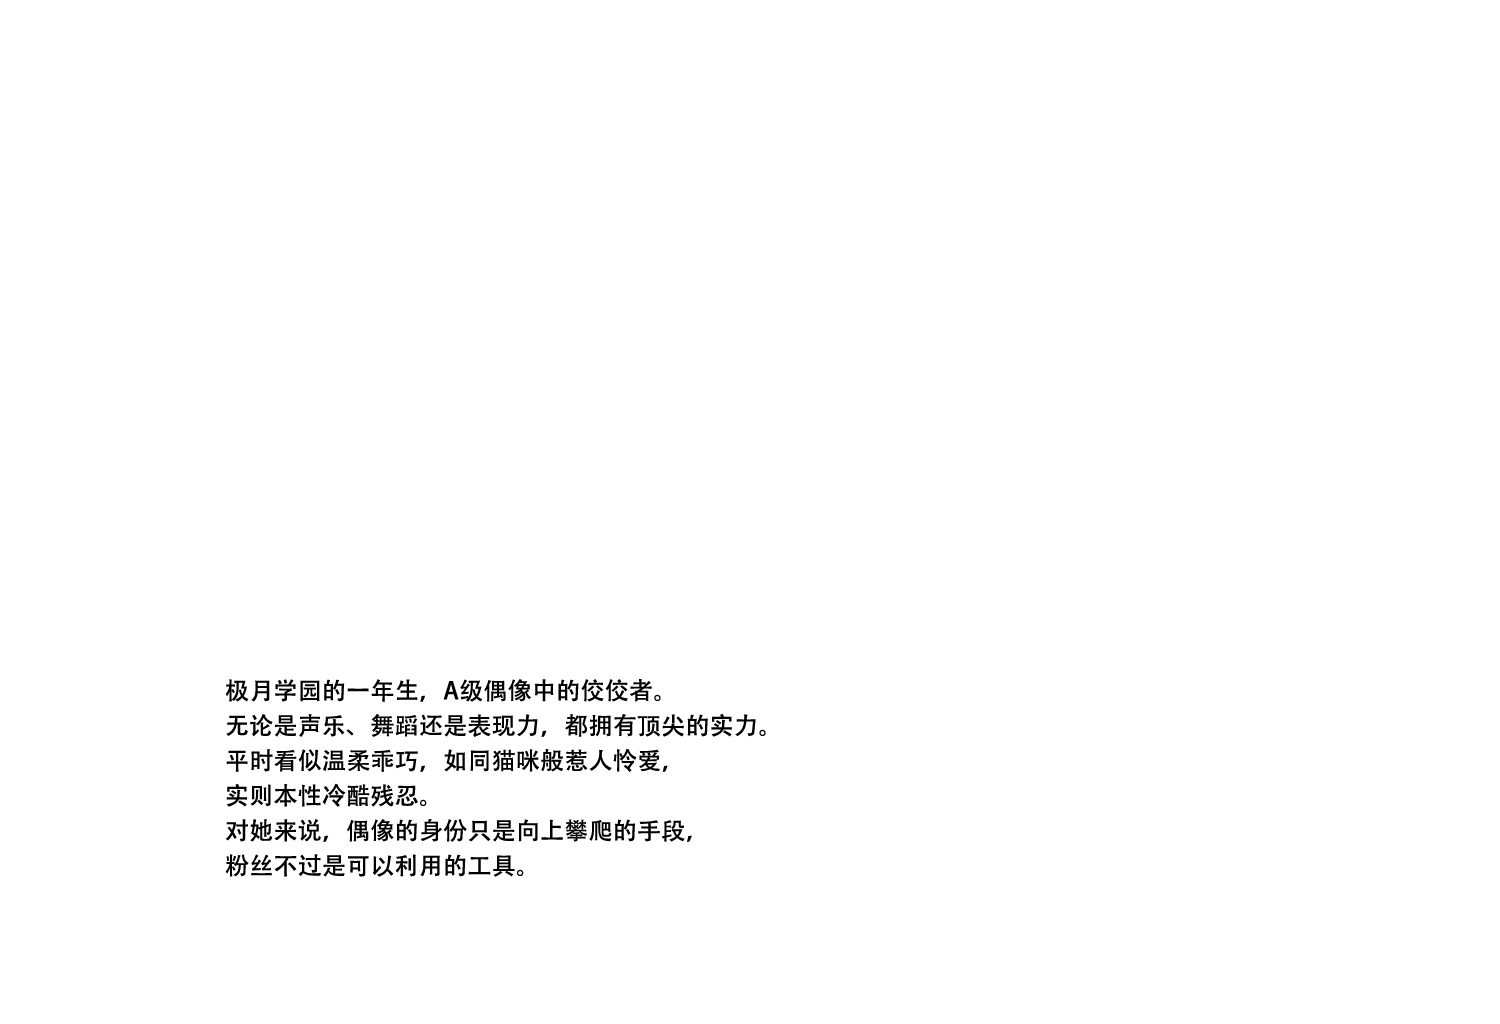 极月学园的一年生，A级偶像中的佼佼者。
无论是声乐、舞蹈还是表现力，都拥有顶尖的实力。
平时看似温柔乖巧，如同猫咪般惹人怜爱，
实则本性冷酷残忍。
对她来说，偶像的身份只是向上攀爬的手段，
粉丝不过是可以利用的工具。